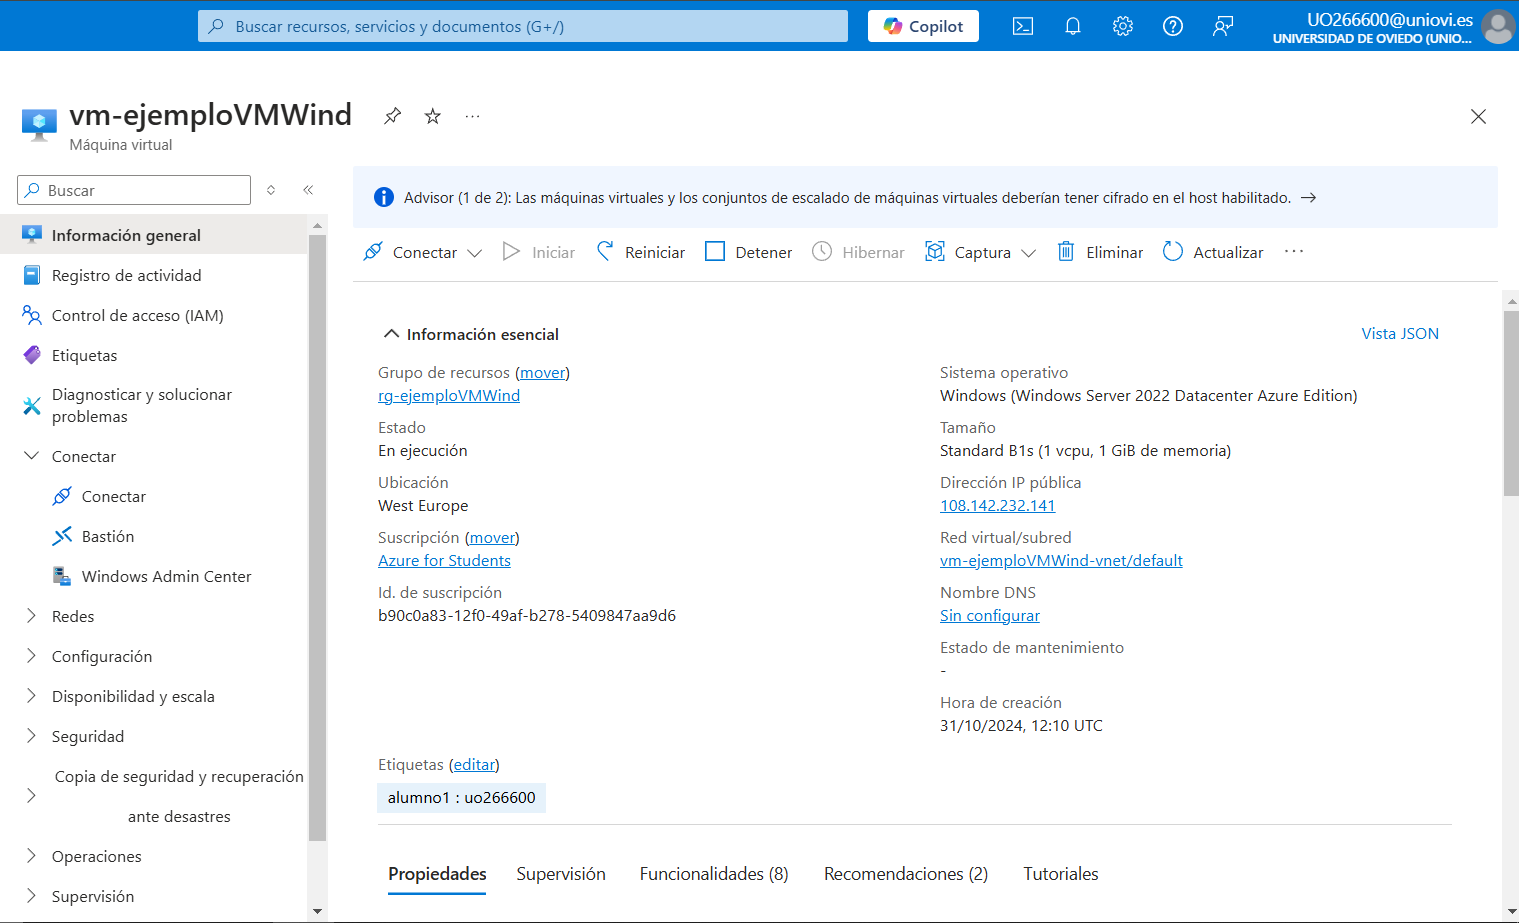 Buscar recursos, servicios y documentos (G+/)
Copilot
UO266600@uniovi.es
UNIVERSIDAD DE OVIEDO (UNIO...
vm-ejemploVMWind
...
Máquina virtual
Buscar
Información general
Registro de actividad
Control de acceso (IAM)
Etiquetas
Diagnosticar y solucionar
problemas
Conectar
Conectar
Bastión
Windows Admin Center
Redes
Configuración
Disponibilidad y escala
Seguridad
Copia de seguridad y recuperación
ante desastres
Operaciones
Supervisión
Advisor (1 de 2): Las máquinas virtuales y los conjuntos de escalado de máquinas virtuales deberían tener cifrado en el host habilitado. →
Conectar
Iniciar
Reiniciar
Detener
Hibernar
Captura
Eliminar
Actualizar
...
Información esencial
Vista JSON
Grupo de recursos (mover)
rg-ejemploVMWind
Estado
En ejecución
Ubicación
West Europe
Suscripción (mover)
Azure for Students
Id. de suscripción
b90c0a83-12f0-49af-b278-5409847aa9d6
Sistema operativo
Windows (Windows Server 2022 Datacenter Azure Edition)
Tamaño
Standard B1s (1 vcpu, 1 GiB de memoria)
Dirección IP pública
108.142.232.141
Red virtual/subred
vm-ejemploVMWind-vnet/default
Nombre DNS
Sin configurar
Estado de mantenimiento
-
Hora de creación
31/10/2024, 12:10 UTC
Etiquetas (editar)
alumno1 : uo266600
Propiedades
Supervisión
Funcionalidades (8)
Recomendaciones (2)
Tutoriales